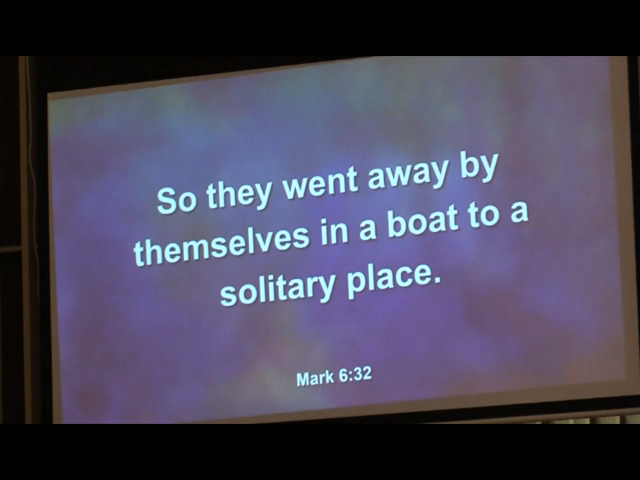 So they went away by
themselves in a boat to a
solitary place.
Mark 6:32